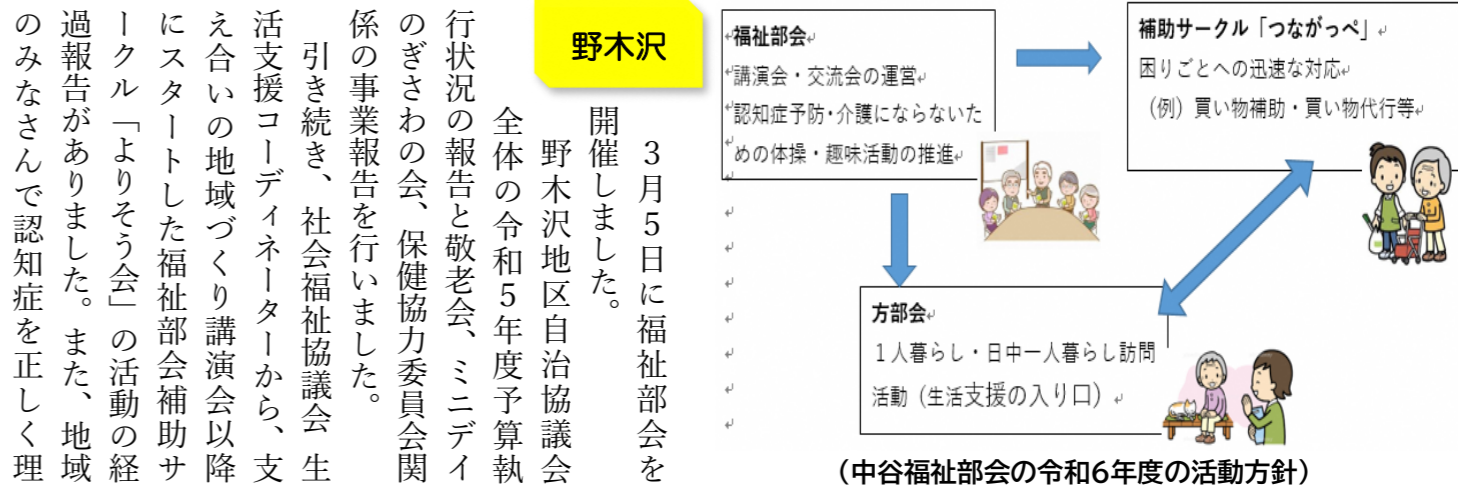 野木沢
　３月５日に福祉部会を
開催しました。
　野木沢地区自治協議会
全体の令和５年度予算執
行状況の報告と敬老会、ミニデイ
のぎさわの会、保健協力委員会関
係の事業報告を行いました。
　引き続き、社会福祉協議会 生
活支援コーディネーターから、支
え合いの地域づくり講演会以降
にスタートした福祉部会補助サ
ークル「よりそう会」の活動の経
過報告がありました。また、地域
のみなさんで認知症を正しく理
福祉部会
講演会・交流会の運営
認知症予防・介護にならないた
めの体操・趣味活動の推進
補助サークル「つながっぺ」
困りごとへの迅速な対応
（例）買い物補助・買い物代行等
方部会
１人暮らし・日中一人暮らし訪問
活動（生活支援の入り口）
（中谷福祉部会の令和6年度の活動方針）